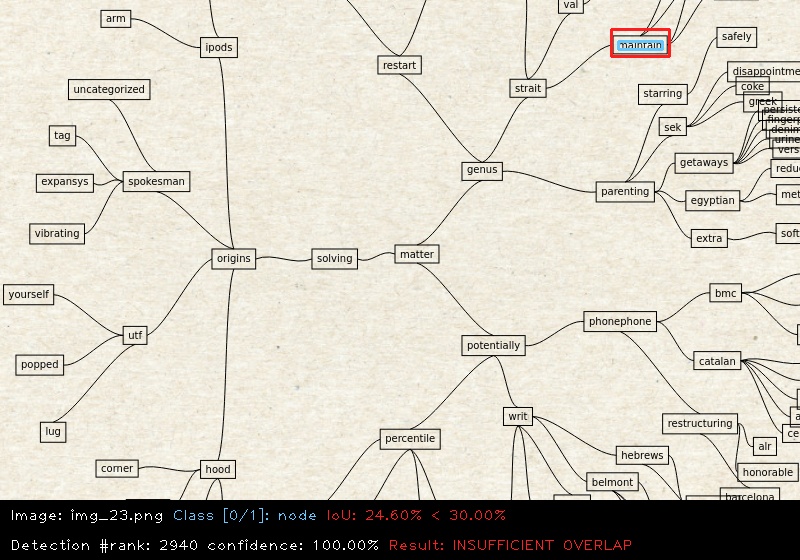 val
arm
ipods
safely
maintain
restart
disappointme
strait
coke
uncategorized
starring
greek
persiste
fingerp
sek
denim
tag
urine
vers
getaways
genus
reduc
spokesman
expansys
parenting
met
egyptian
vibrating
soft
extra
origins
solving
matter
yourself
bmc
phonephone
utf
potentially
popped
catalan
writ
a
restructuring
lug
ce
percentile
alr
hebrews
corner
hood
honorable
belmont
barcelona
Image: img_23.png Class [0/1]: node IoU: 24.60% < 30.00%
Detection #rank: 2940 confidence: 100.00% Result: INSUFFICIENT OVERLAP